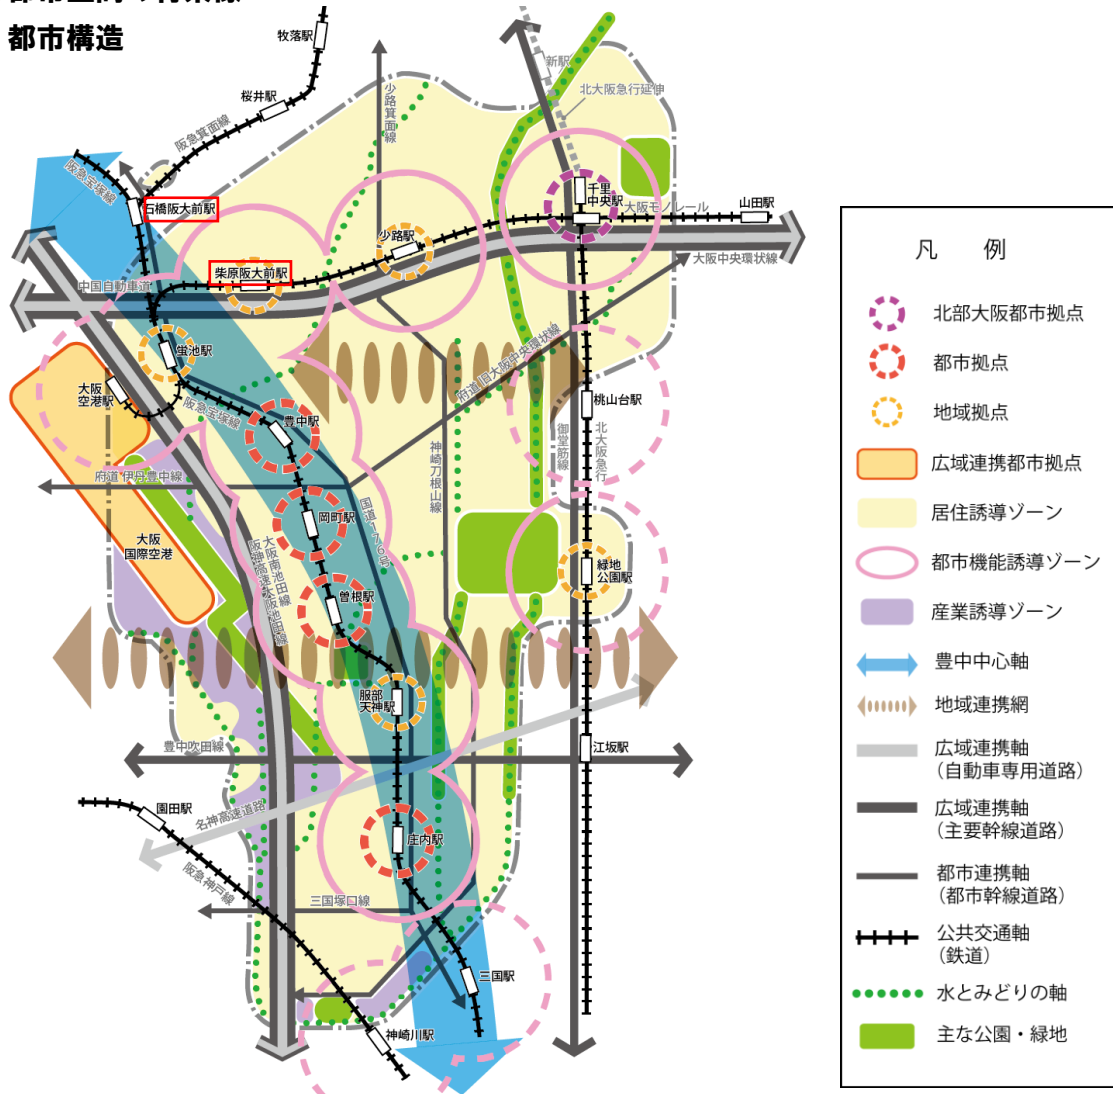 都市構造
牧落駅
新駅
桜井駅
北大阪急行延伸
少路箕面線
阪急箕面線
阪急宝塚線
千里
中央駅
石橋阪大前駅
大阪モノレール
山田駅
少路駅
柴原阪大前駅
大阪中央環状線
中国自動車道
蛍池駅
府道 旧大阪中央環状線
大阪
空港駅
阪急宝塚線
豊中駅
桃山台駅
御堂筋線
北大阪急行
神崎刀根山線
府道 伊丹豊中線
国道176号
岡町駅
大阪
国際空港
大阪南池田線
阪神高速大阪池田線
緑地
公園駅
曽根駅
服部
天神駅
豊中吹田線
江坂駅
園田駅
名神高速道路
庄内駅
阪急神戸線
三国塚口線
三国駅
神崎川駅
凡 例
北部大阪都市拠点
都市拠点
地域拠点
広域連携都市拠点
居住誘導ゾーン
都市機能誘導ゾーン
産業誘導ゾーン
豊中中心軸
地域連携網
広域連携軸
（自動車専用道路）
広域連携軸
（主要幹線道路）
都市連携軸
（都市幹線道路）
公共交通軸
（鉄道）
水とみどりの軸
主な公園・緑地